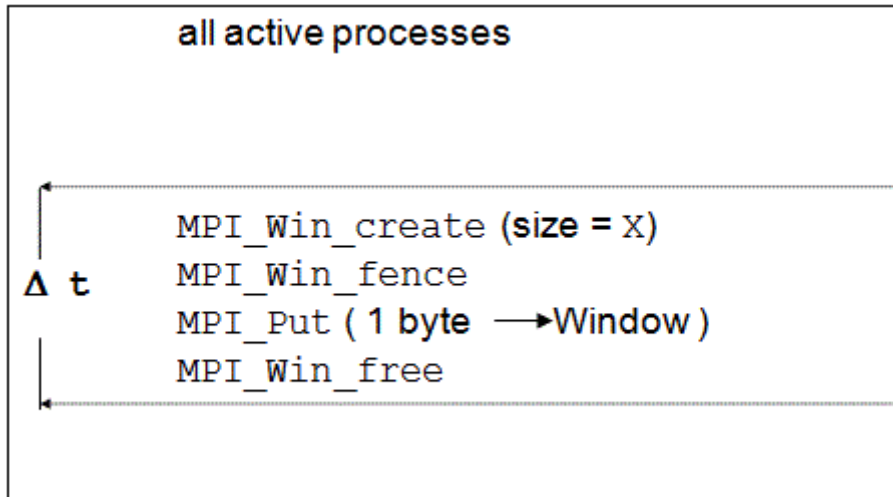 all active processes
MPI_Win_create (size = X)
MPI_Win_fence
Δ t
MPI_Put ( 1 byte → Window )
MPI_Win_free